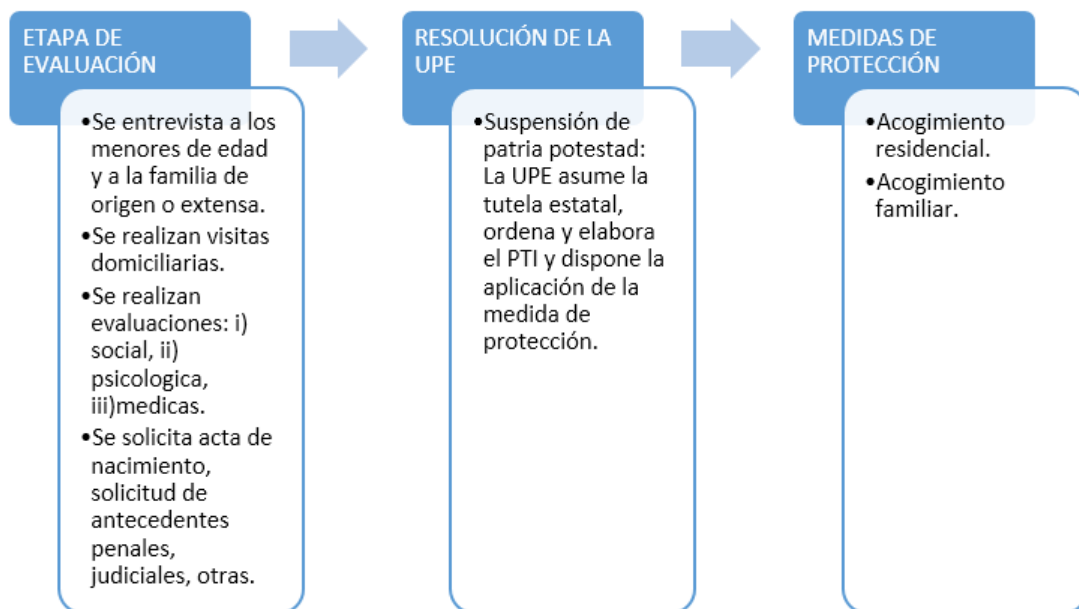 ETAPA DE
EVALUACIÓN
•Se entrevista a los
menores de edad
y a la familia de
origen o extensa.
•Se realizan visitas
domiciliarias.
•Se realizan
evaluaciones: i)
social, ii)
psicologica,
iii)medicas.
•Se solicita acta de
nacimiento,
solicitud de
antecedentes
penales,
judiciales, otras.
RESOLUCIÓN DE LA
UPE
•Suspensión de
patria potestad:
La UPE asume la
tutela estatal,
ordena y elabora
el PTI y dispone la
aplicación de la
medida de
protección.
MEDIDAS DE
PROTECCIÓN
•Acogimiento
residencial.
•Acogimiento
familiar.